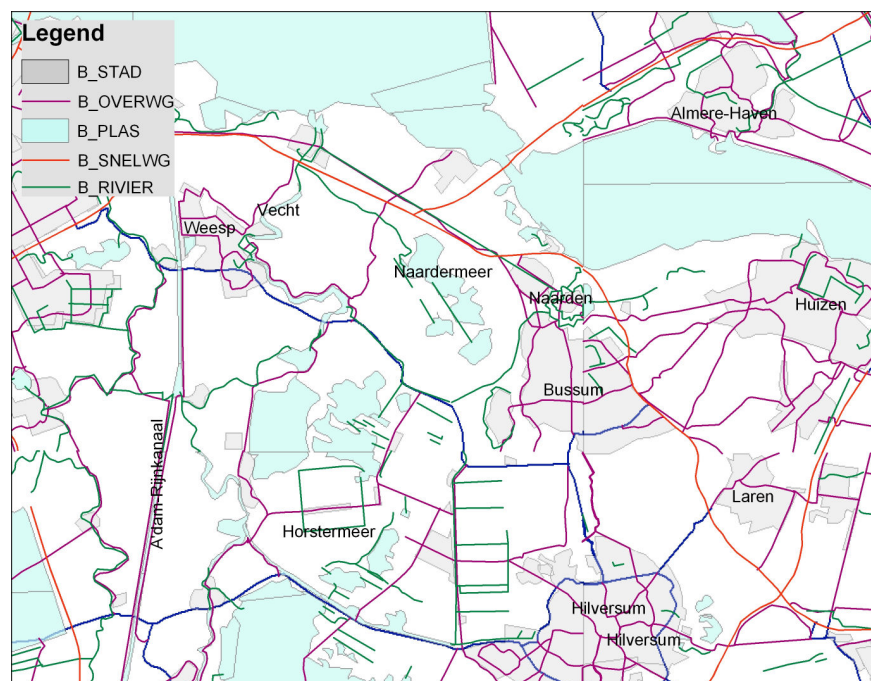 Legend
B_STAD
B_OVERWG
B_PLAS
B_SNELWG
B_RIVIER
Almere-Haven
Vecht
Weesp
Naardermeer
Naarden
Huizen
Bussum
Laren
A'dam-Rijnkanaal
Horstermeer
Hilversum
Hilversum